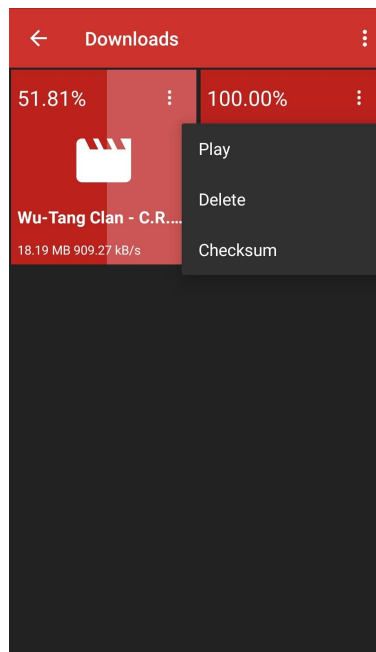 Downloads
51.81%
100.00%
Play
Delete
Checksum
Wu-Tang Clan - C.R....
18.19 MB 909.27 kB/s